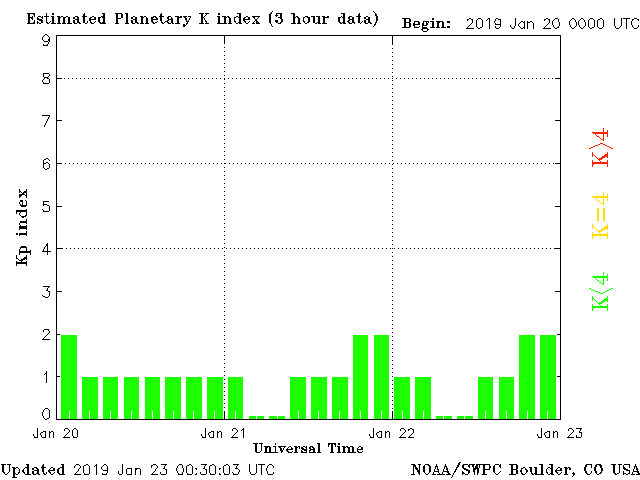 Estimated Planetary K index (3 hour data) Begin: 2019 Jan 20 0000 UTC
9
8
7
6
5
4
3
2
1
0
Kp index
K>4
K=4
K<4
Jan 20 Jan 21 Jan 22 Jan 23
Universal Time
Updated 2019 Jan 23 00:30:03 UTC NOAA/SWPC Boulder, CO USA